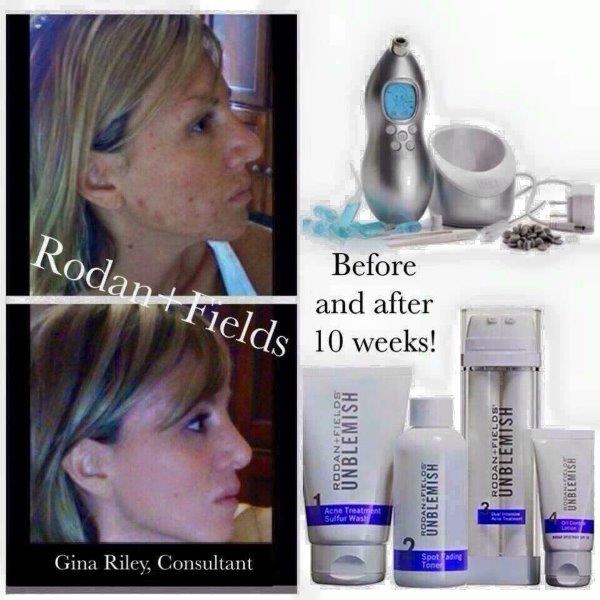 Rodan+Fields
Before
and after
10 weeks!
RODAN+FIELDS
UNBLEMISH
1
Acne Treatment
Sulfur Wash
RODAN+FIELDS
UNBLEMISH
2
Spot Fading
Toner
RODAN+FIELDS
UNBLEMISH
3
Dual Intensive
Acne Treatment
RODAN+FIELDS
UNBLEMISH
4
Oil Control
Lotion
Gina Riley, Consultant